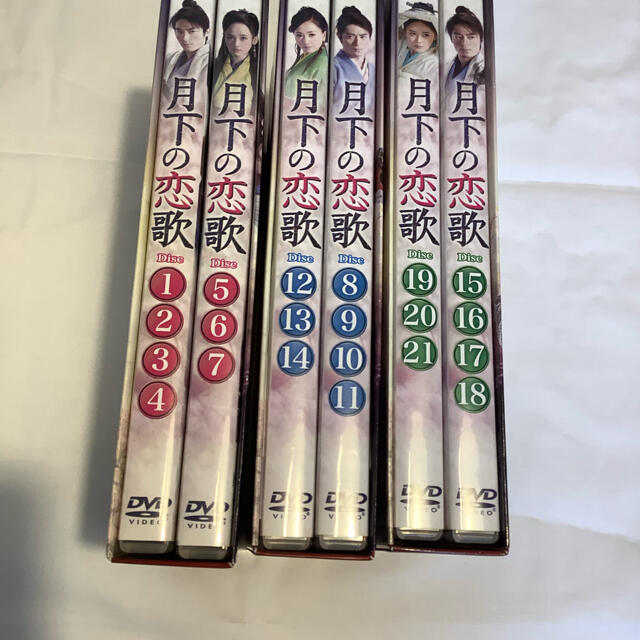 月下の恋歌
Disc
1
2
3
4
DVD
VIDEO
月下の恋歌
Disc
5
6
7
DVD
VIDEO
月下の恋歌
Disc
12
13
14
DVD
VIDEO
月下の恋歌
Disc
8
9
10
11
DVD
VIDEO
月下の恋歌
Disc
19
20
21
DVD
VIDEO
月下の恋歌
Disc
15
16
17
18
DVD
VIDEO